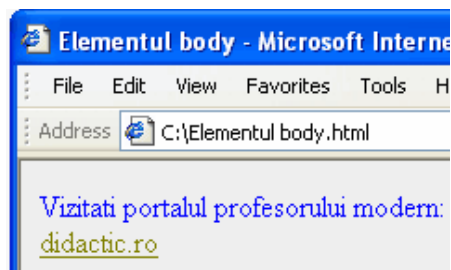 Elementul body - Microsoft Interne
File Edit View Favorites Tools H
Address C:\Elementul body.html
Vizitati portalul profesorului modern:
didactic.ro